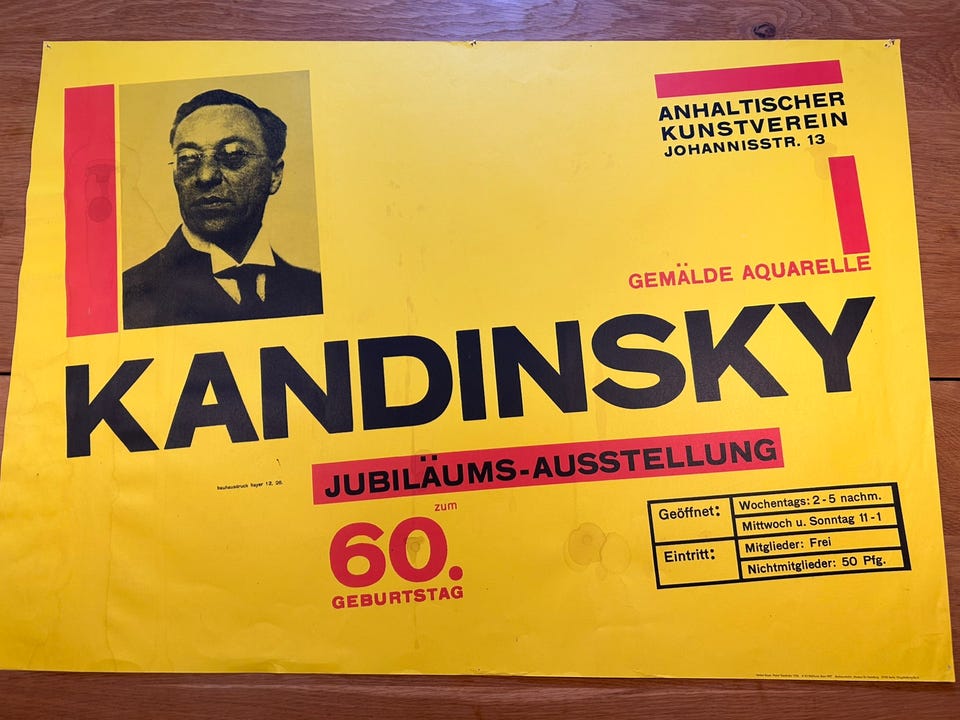 ANHALTISCHER
KUNSTVEREIN
JOHANNISSTR. 13
GEMÄLDE AQUARELLE
KANDINSKY
JUBILÄUMS-AUSSTELLUNG
bauhausdruck bayer 12. 26.
zum
60.
GEBURTSTAG
Geöffnet:
Wochentags: 2-5 nachm.
Mittwoch u. Sonntag 11-1
Eintritt:
Mitglieder: Frei
Nichtmitglieder: 50 Pfg.